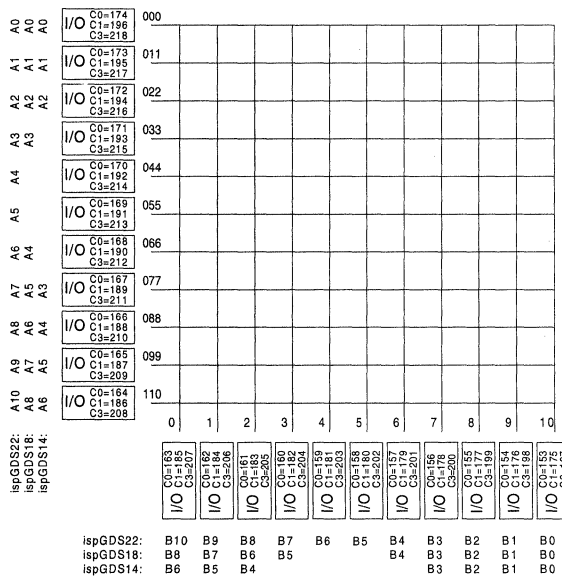 A0 A0 A0 I/O C0=174 000
C1=196
C3=218
A1 A1 A1 I/O C0=173 011
C1=195
C3=217
A2 A2 A2 I/O C0=172 022
C1=194
C3=216
A3 A3 I/O C0=171 033
C1=193
C3=215
A4 I/O C0=170 044
C1=192
C3=214
A5 I/O C0=169 055
C1=191
C3=213
A6 A4 I/O C0=168 066
C1=190
C3=212
A7 A5 A3 I/O C0=167 077
C1=189
C3=211
A8 A6 A4 I/O C0=166 088
C1=188
C3=210
A9 A7 A5 I/O C0=165 099
C1=187
C3=209
A10 A8 A6 I/O C0=164 110
C1=186
C3=208
ispGDS22:
ispGDS18:
ispGDS14:
0 1 2 3 4 5 6 7 8 9 10
I/O C0=163
C1=185
C3=207
I/O C0=162
C1=184
C3=206
I/O C0=161
C1=183
C3=205
I/O C0=160
C1=182
C3=204
I/O C0=159
C1=181
C3=203
I/O C0=158
C1=180
C3=202
I/O C0=157
C1=179
C3=201
I/O C0=156
C1=178
C3=200
I/O C0=155
C1=177
C3=199
I/O C0=154
C1=176
C3=198
I/O C0=153
C1=175
ispGDS22: B10 B9 B8 B7 B6 B5 B4 B3 B2 B1 B0
ispGDS18: B8 B7 B6 B5 B4 B3 B2 B1 B0
ispGDS14: B6 B5 B4 B3 B2 B1 B0